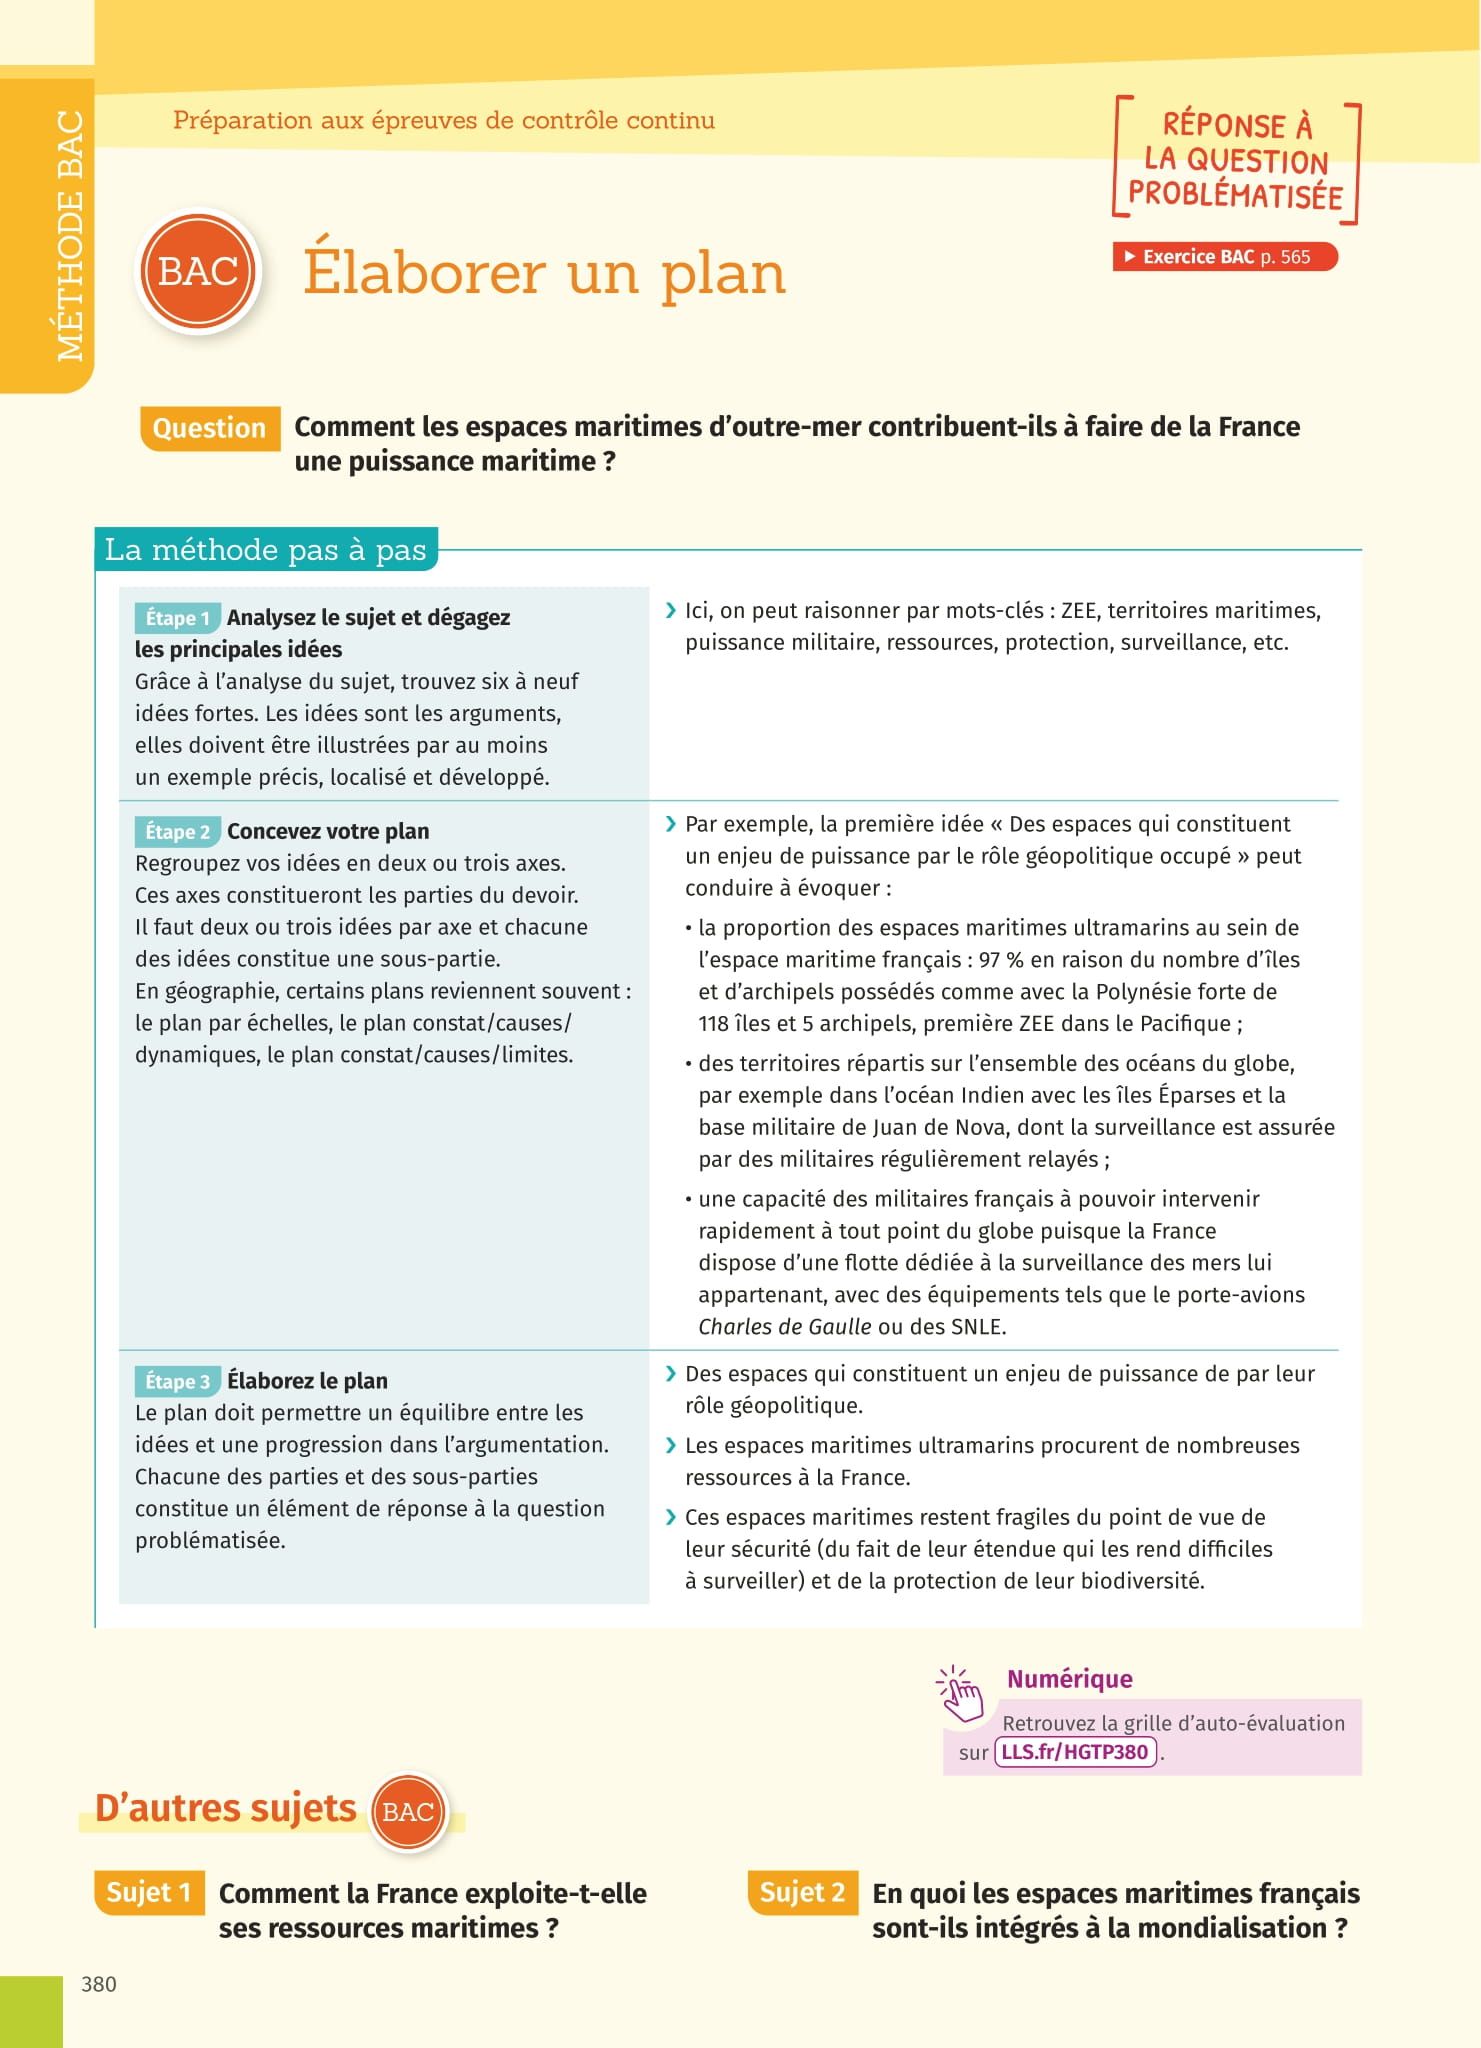 MÉTHODE BAC
Préparation aux épreuves de contrôle continu
RÉPONSE À
LA QUESTION
PROBLÉMATISÉE
▶ Exercice BAC p. 565
BAC
Élaborer un plan
Question
Comment les espaces maritimes d'outre-mer contribuent-ils à faire de la France
une puissance maritime ?
La méthode pas à pas
Étape 1 Analysez le sujet et dégagez
les principales idées
Grâce à l'analyse du sujet, trouvez six à neuf
idées fortes. Les idées sont les arguments,
elles doivent être illustrées par au moins
un exemple précis, localisé et développé.
❯ Ici, on peut raisonner par mots-clés : ZEE, territoires maritimes,
puissance militaire, ressources, protection, surveillance, etc.
Étape 2 Concevez votre plan
Regroupez vos idées en deux ou trois axes.
Ces axes constitueront les parties du devoir.
Il faut deux ou trois idées par axe et chacune
des idées constitue une sous-partie.
En géographie, certains plans reviennent souvent :
le plan par échelles, le plan constat/causes/
dynamiques, le plan constat/causes/limites.
❯ Par exemple, la première idée « Des espaces qui constituent
un enjeu de puissance par le rôle géopolitique occupé » peut
conduire à évoquer :
• la proportion des espaces maritimes ultramarins au sein de
l'espace maritime français : 97 % en raison du nombre d'îles
et d'archipels possédés comme avec la Polynésie forte de
118 îles et 5 archipels, première ZEE dans le Pacifique ;
• des territoires répartis sur l'ensemble des océans du globe,
par exemple dans l'océan Indien avec les îles Éparses et la
base militaire de Juan de Nova, dont la surveillance est assurée
par des militaires régulièrement relayés ;
• une capacité des militaires français à pouvoir intervenir
rapidement à tout point du globe puisque la France
dispose d'une flotte dédiée à la surveillance des mers lui
appartenant, avec des équipements tels que le porte-avions
Charles de Gaulle ou des SNLE.
Étape 3 Élaborez le plan
Le plan doit permettre un équilibre entre les
idées et une progression dans l'argumentation.
Chacune des parties et des sous-parties
constitue un élément de réponse à la question
problématisée.
❯ Des espaces qui constituent un enjeu de puissance de par leur
rôle géopolitique.
❯ Les espaces maritimes ultramarins procurent de nombreuses
ressources à la France.
❯ Ces espaces maritimes restent fragiles du point de vue de
leur sécurité (du fait de leur étendue qui les rend difficiles
à surveiller) et de la protection de leur biodiversité.
Numérique
Retrouvez la grille d'auto-évaluation
sur LLS.fr/HGTP380 .
D'autres sujets BAC
Sujet 1
Comment la France exploite-t-elle
ses ressources maritimes ?
Sujet 2
En quoi les espaces maritimes français
sont-ils intégrés à la mondialisation ?
380